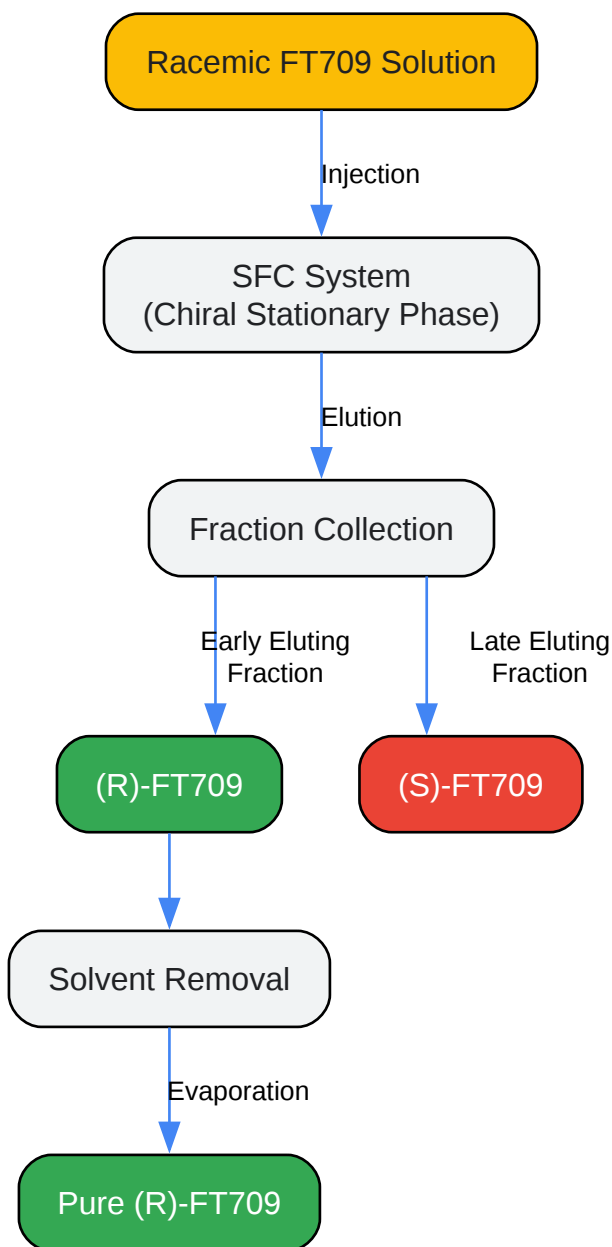 Racemic FT709 Solution
Injection
SFC System
(Chiral Stationary Phase)
Elution
Fraction Collection
Early Eluting
Fraction
Late Eluting
Fraction
(R)-FT709
(S)-FT709
Solvent Removal
Evaporation
Pure (R)-FT709